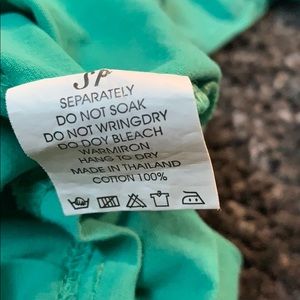 SP
SEPARATELY
DO NOT SOAK
DO NOT WRINGDRY
DO DOY BLEACH
WARMIRON
HANG TO DRY
MADE IN THAILAND
COTTON 100%